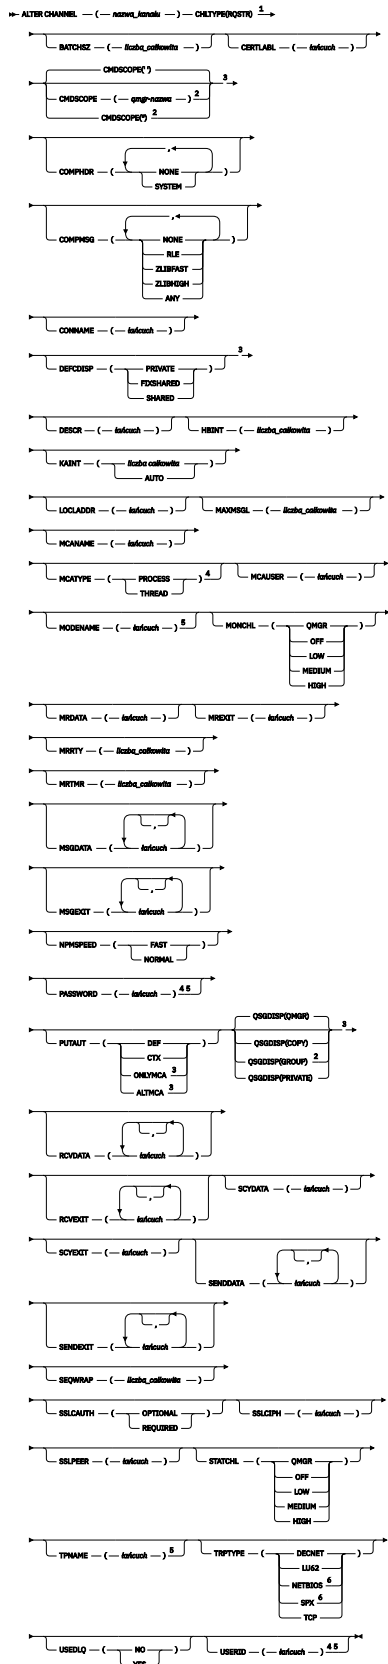 ALTER CHANNEL ( nazwa_kanału ) CHLTYPE(RQSTR) 1
BATCHSZ ( liczba_całkowita ) CERTLABL ( łańcuch )
CMDSCOPE(' ') 3
CMDSCOPE ( qmgr-nazwa ) 2
CMDSCOPE(*) 2
,
COMPHDR ( NONE )
SYSTEM
,
COMPMSG ( NONE )
RLE
ZLIBFAST
ZLIBHIGH
ANY
CONNAME ( łańcuch )
DEFCDISP ( PRIVATE ) 3
FIXSHARED
SHARED
DESCR ( łańcuch ) HBINT ( liczba_całkowita )
KAINT ( liczba całkowita )
AUTO
LOCLADDR ( łańcuch ) MAXMSGL ( liczba_całkowita )
MCANAME ( łańcuch )
MCATYPE ( PROCESS ) 4 MCAUSER ( łańcuch )
THREAD
MODENAME ( łańcuch ) 5 MONCHL ( QMGR )
OFF
LOW
MEDIUM
HIGH
MRDATA ( łańcuch ) MREXIT ( łańcuch )
MRRTY ( liczba_całkowita )
MRTMR ( liczba_całkowita )
,
MSGDATA ( łańcuch )
,
MSGEXIT ( łańcuch )
NPMSPEED ( FAST )
NORMAL
PASSWORD ( łańcuch ) 4 5
QSGDISP(QMGR) 3
PUTAUT ( DEF ) QSGDISP(COPY)
CTX QSGDISP(GROUP) 2
ONLYMCA 3 QSGDISP(PRIVATE)
ALTMCA 3
,
RCVDATA ( łańcuch )
,
RCVEXIT ( łańcuch ) SCYDATA ( łańcuch )
SCYEXIT ( łańcuch ) ,
SENDDATA ( łańcuch )
,
SENDEXIT ( łańcuch )
SEQWRAP ( liczba_całkowita )
SSLCAUTH ( OPTIONAL ) SSLCIPH ( łańcuch )
REQUIRED
SSLPEER ( łańcuch ) STATCHL ( QMGR )
OFF
LOW
MEDIUM
HIGH
TPNAME ( łańcuch ) 5 TRPTYPE ( DECNET )
LU62
NETBIOS 6
SPX 6
TCP
USEDLQ ( NO ) USERID ( łańcuch ) 4 5
YES